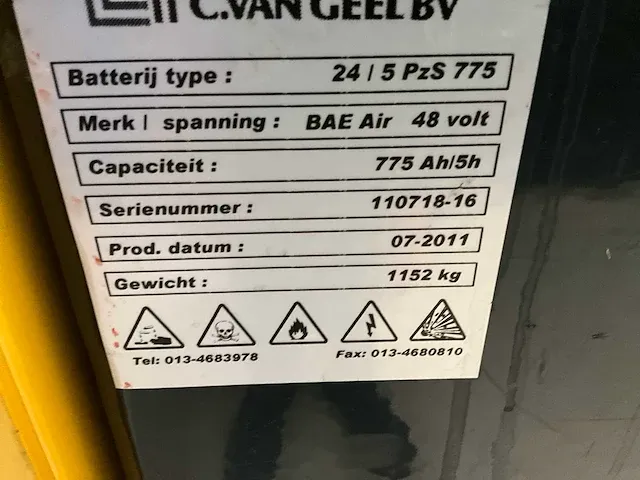 C.VAN GEEL BV
Batterij type : 24 / 5 PzS 775
Merk / spanning : BAE Air 48 volt
Capaciteit : 775 Ah/5h
Serienummer : 110718-16
Prod. datum : 07-2011
Gewicht : 1152 kg
Tel: 013-4683978 Fax: 013-4680810